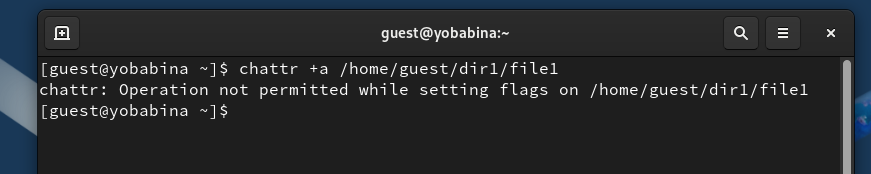 guest@yobabina:~
[guest@yobabina ~]$ chattr +a /home/guest/dir1/file1
chattr: Operation not permitted while setting flags on /home/guest/dir1/file1
[guest@yobabina ~]$